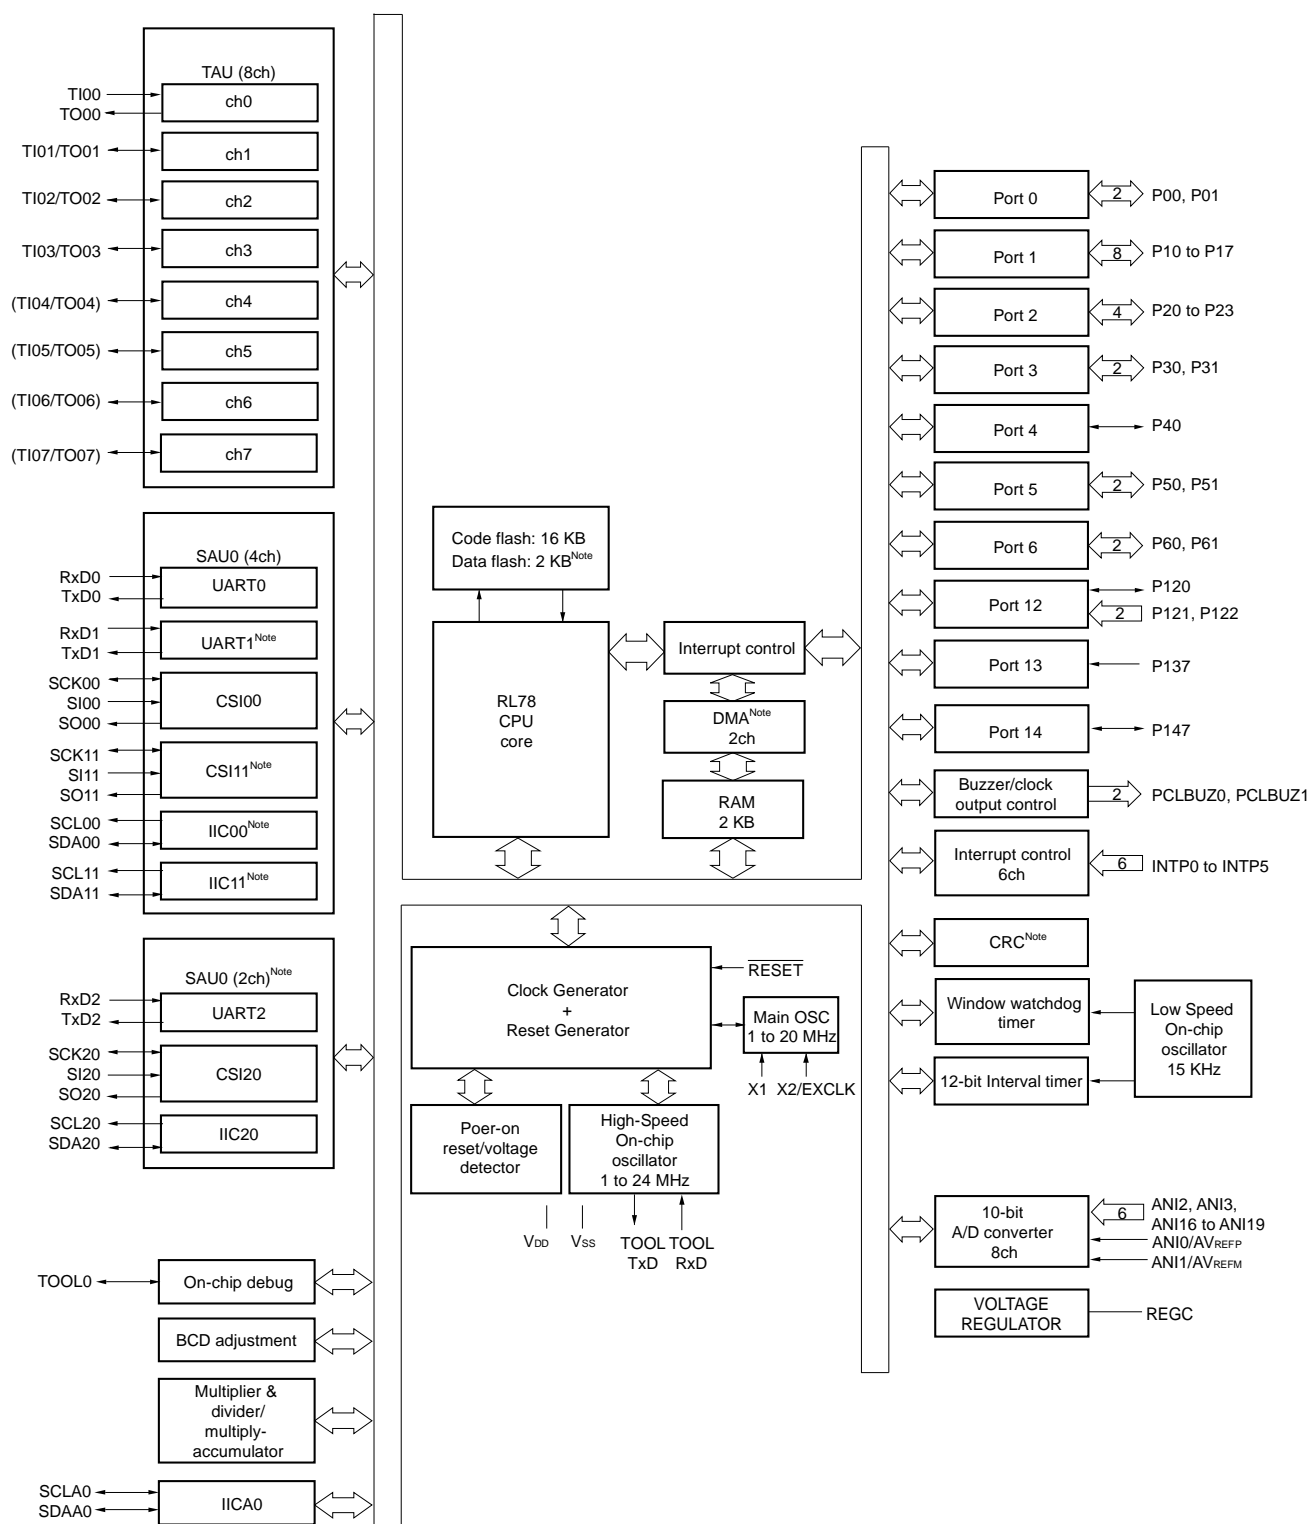 TAU (8ch)
TI00
TO00
ch0
TI01/TO01
ch1
TI02/TO02
ch2
TI03/TO03
ch3
(TI04/TO04)
ch4
(TI05/TO05)
ch5
(TI06/TO06)
ch6
(TI07/TO07)
ch7
SAU0 (4ch)
RxD0
TxD0
UART0
RxD1
TxD1
UART1Note
SCK00
SI00
SO00
CSI00
SCK11
SI11
SO11
CSI11Note
SCL00
SDA00
IIC00Note
SCL11
SDA11
IIC11Note
SAU0 (2ch)Note
RxD2
TxD2
UART2
SCK20
SI20
SO20
CSI20
SCL20
SDA20
IIC20
TOOL0
On-chip debug
BCD adjustment
Multiplier &
divider/
multiply-
accumulator
SCLA0
SDAA0
IICA0
Code flash: 16 KB
Data flash: 2 KBNote
RL78
CPU
core
Interrupt control
DMANote
2ch
RAM
2 KB
Clock Generator
+
Reset Generator
RESET
Main OSC
1 to 20 MHz
X1 X2/EXCLK
Poer-on
reset/voltage
detector
High-Speed
On-chip
oscillator
1 to 24 MHz
VDD
VSS
TOOL
TxD
TOOL
RxD
Port 0
2
P00, P01
Port 1
8
P10 to P17
Port 2
4
P20 to P23
Port 3
2
P30, P31
Port 4
P40
Port 5
2
P50, P51
Port 6
2
P60, P61
Port 12
P120
2
P121, P122
Port 13
P137
Port 14
P147
Buzzer/clock
output control
2
PCLBUZ0, PCLBUZ1
Interrupt control
6ch
6
INTP0 to INTP5
CRCNote
Window watchdog
timer
Low Speed
On-chip
oscillator
15 KHz
12-bit Interval timer
10-bit
A/D converter
8ch
6
ANI2, ANI3,
ANI16 to ANI19
ANI0/AVREFP
ANI1/AVREFM
VOLTAGE
REGULATOR
REGC